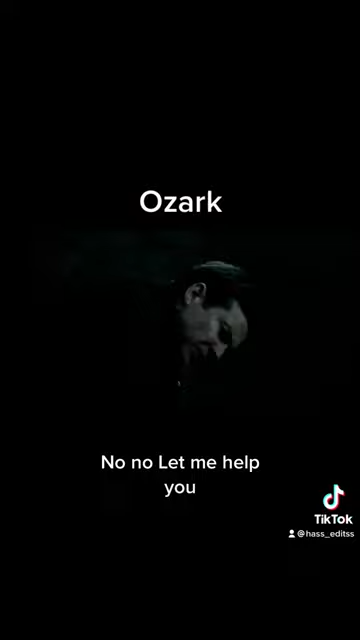 Ozark
No no Let me help
you
TikTok
@hass_editss